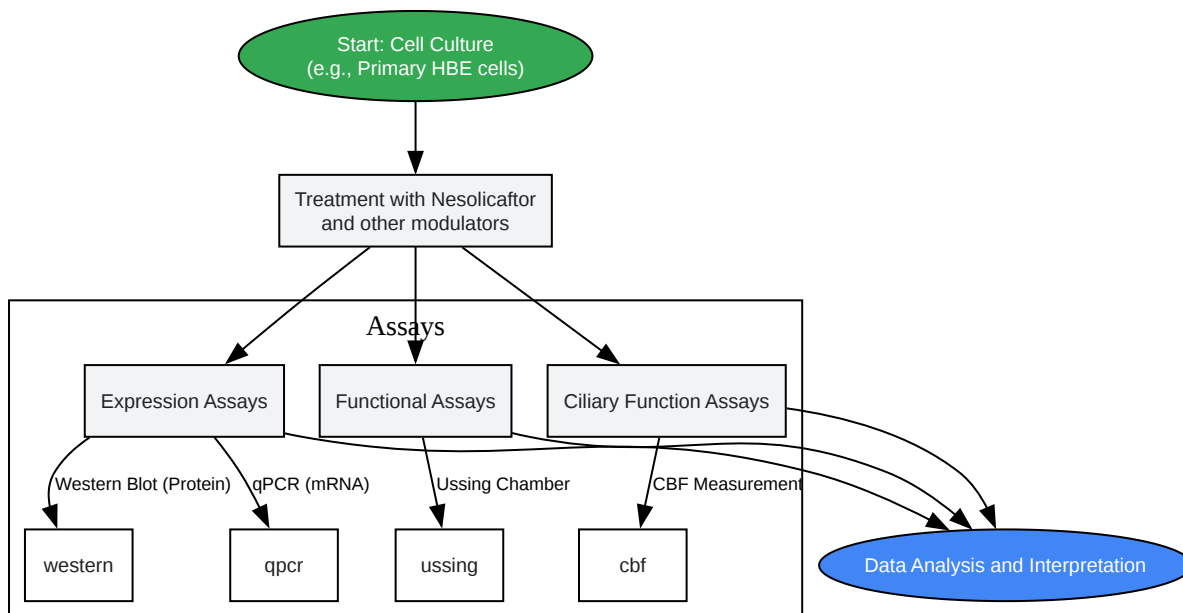 Start: Cell Culture
(e.g., Primary HBE cells)
Treatment with Nesolicaftor
and other modulators
Assays
Expression Assays
Functional Assays
Ciliary Function Assays
Western Blot (Protein)
qPCR (mRNA)
Ussing Chamber
CBF Measurement
western
qpcr
ussing
cbf
Data Analysis and Interpretation